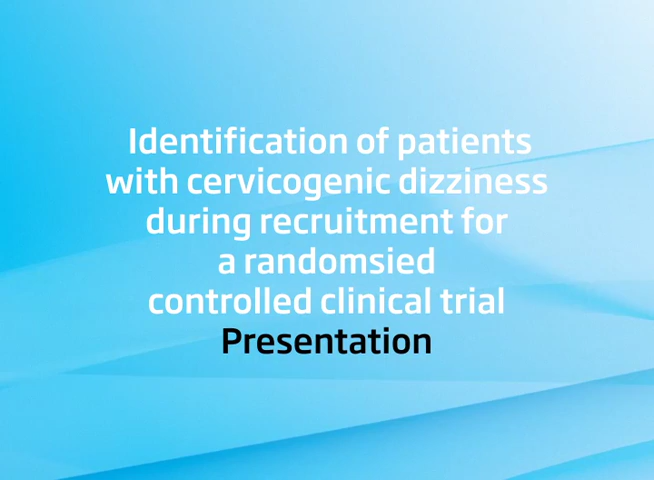 Identification of patients
with cervicogenic dizziness
during recruitment for
a randomsied
controlled clinical trial
Presentation